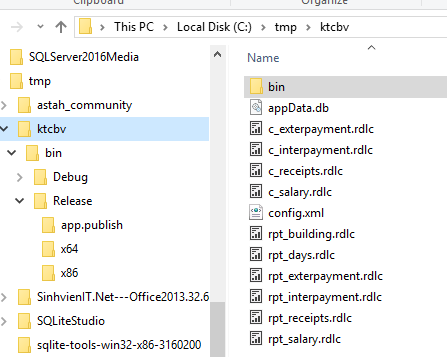 Clipboard
Organize
This PC > Local Disk (C:) > tmp > ktcbv
SQLServer2016Media
tmp
astah_community
ktcbv
bin
Debug
Release
app.publish
x64
x86
SinhvienIT.Net---Office2013.32.6
SQLiteStudio
sqlite-tools-win32-x86-3160200
Name
bin
appData.db
c_exterpayment.rdlc
c_interpayment.rdlc
c_receipts.rdlc
c_salary.rdlc
config.xml
rpt_building.rdlc
rpt_days.rdlc
rpt_exterpayment.rdlc
rpt_interpayment.rdlc
rpt_receipts.rdlc
rpt_salary.rdlc